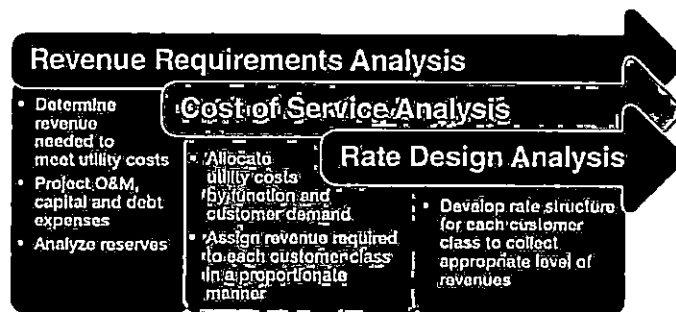 Revenue Requirements Analysis
• Determine
revenue
needed to
meet utility costs
• Project O&M,
capital and debt
expenses
• Analyze reserves
Cost of Service Analysis
• Allocate
utility costs
by function and
customer demand
• Assign revenue required
to each customer class
in a proportionate
manner
Rate Design Analysis
• Develop rate structure
for each customer
class to collect
appropriate level of
revenues